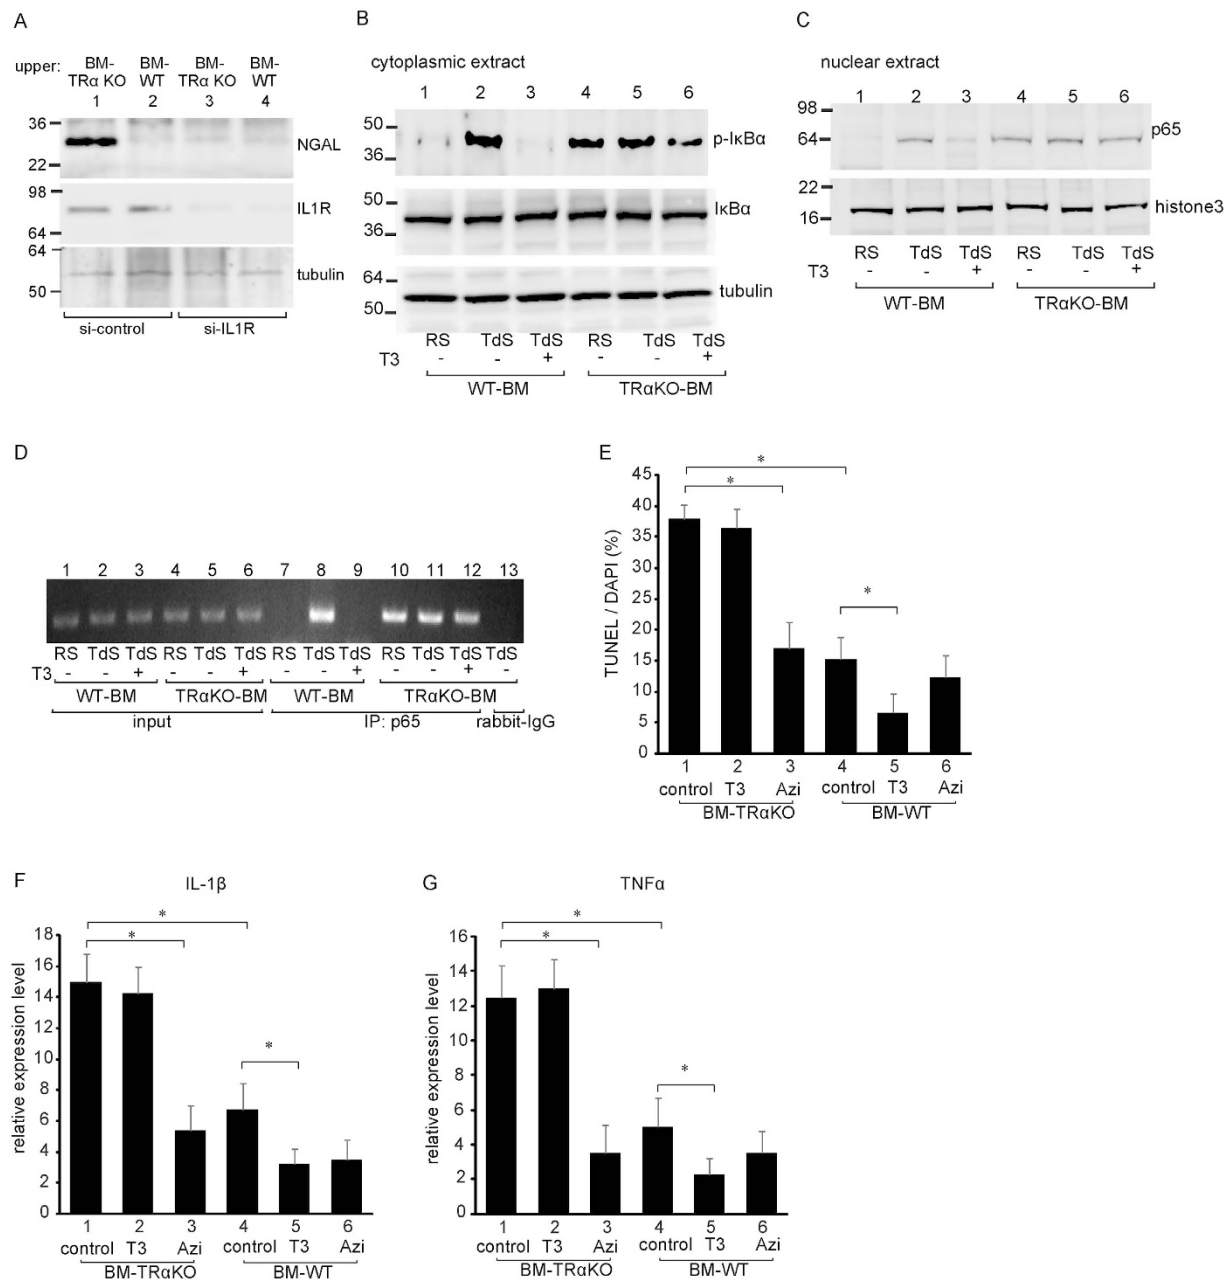 A
upper: BM- BM- BM- BM-
TRα KO WT TRα KO WT
1 2 3 4
36
22
NGAL
98
64
IL1R
64
50
tubulin
si-control si-IL1R
B
cytoplasmic extract
1 2 3 4 5 6
50
36
p-IκBα
50
36
IκBα
64
50
tubulin
RS TdS TdS RS TdS TdS
T3 - - + - - +
WT-BM TRαKO-BM
C
nuclear extract
1 2 3 4 5 6
98
64
p65
22
16
histone3
RS TdS TdS RS TdS TdS
T3 - - + - - +
WT-BM TRαKO-BM
D
1 2 3 4 5 6 7 8 9 10 11 12 13
RS TdS TdS RS TdS TdS RS TdS TdS RS TdS TdS TdS
T3 - - + - - + - - + - - + -
WT-BM TRαKO-BM WT-BM TRαKO-BM
input IP: p65 rabbit-IgG
E
TUNEL / DAPI (%)
45
40
35
30
25
20
15
10
5
0
* * *
1 2 3 4 5 6
control T3 Azi control T3 Azi
BM-TRαKO BM-WT
F
IL-1β
relative expression level
18
16
14
12
10
8
6
4
2
0
* * *
1 2 3 4 5 6
control T3 Azi control T3 Azi
BM-TRαKO BM-WT
G
TNFα
relative expression level
16
14
12
10
8
6
4
2
0
* * *
1 2 3 4 5 6
control T3 Azi control T3 Azi
BM-TRαKO BM-WT